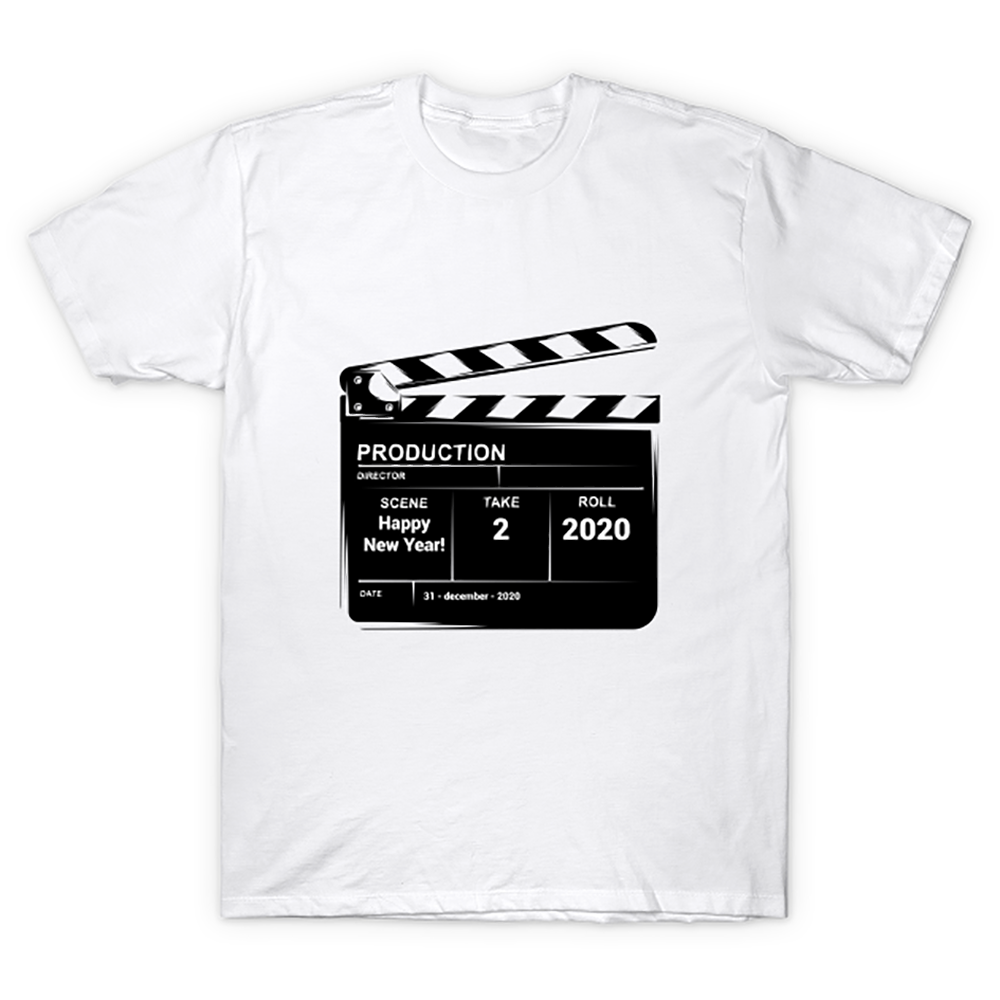 PRODUCTION
DIRECTOR
SCENE
Happy
New Year!
TAKE
2
ROLL
2020
DATE
31 - december - 2020